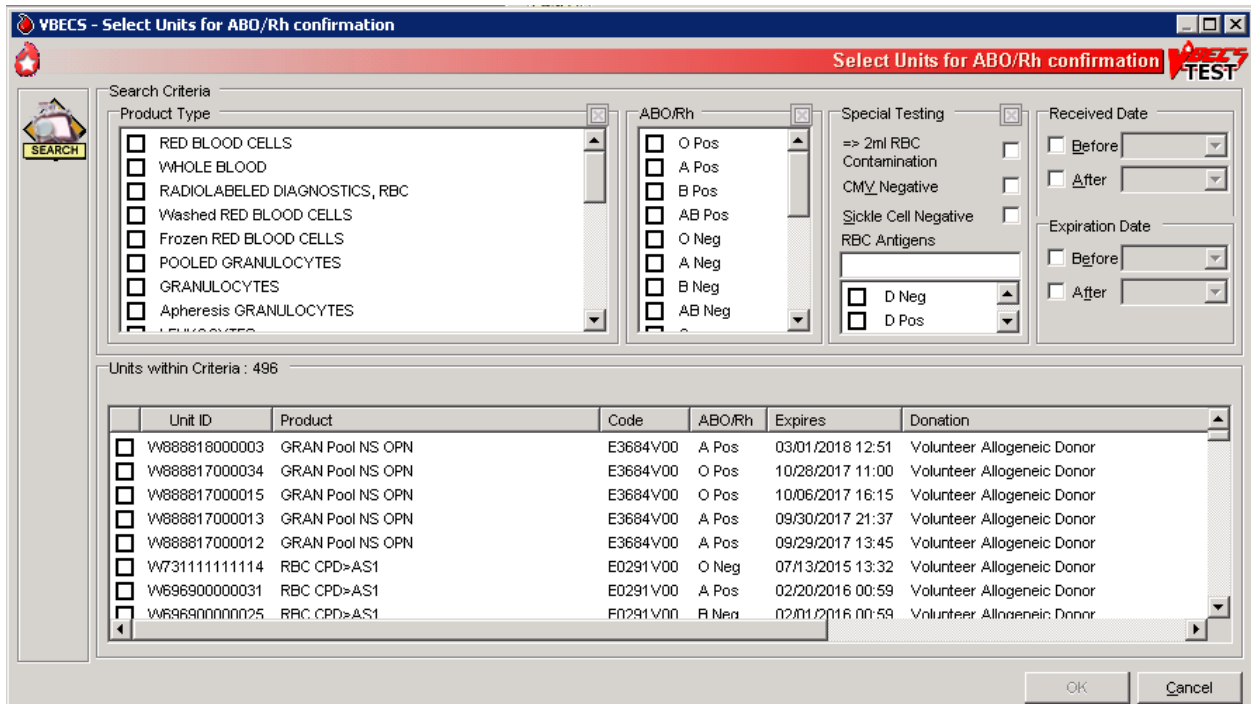 VBECS - Select Units for ABO/Rh confirmation
Select Units for ABO/Rh confirmation
VBECS
TEST
SEARCH
Search Criteria
Product Type
RED BLOOD CELLS
WHOLE BLOOD
RADIOLABELED DIAGNOSTICS, RBC
Washed RED BLOOD CELLS
Frozen RED BLOOD CELLS
POOLED GRANULOCYTES
GRANULOCYTES
Apheresis GRANULOCYTES
LEUKOCYTES
ABO/Rh
O Pos
A Pos
B Pos
AB Pos
O Neg
A Neg
B Neg
AB Neg
Special Testing
=> 2ml RBC
Contamination
CMV Negative
Sickle Cell Negative
RBC Antigens
D Neg
D Pos
Received Date
Before
After
Expiration Date
Before
After
Units within Criteria : 496
Unit ID Product Code ABO/Rh Expires Donation
W888818000003 GRAN Pool NS OPN E3684V00 A Pos 03/01/2018 12:51 Volunteer Allogeneic Donor
W888817000034 GRAN Pool NS OPN E3684V00 O Pos 10/28/2017 11:00 Volunteer Allogeneic Donor
W888817000015 GRAN Pool NS OPN E3684V00 O Pos 10/06/2017 16:15 Volunteer Allogeneic Donor
W888817000013 GRAN Pool NS OPN E3684V00 A Pos 09/30/2017 21:37 Volunteer Allogeneic Donor
W888817000012 GRAN Pool NS OPN E3684V00 A Pos 09/29/2017 13:45 Volunteer Allogeneic Donor
W731111111114 RBC CPD>AS1 E0291V00 O Neg 07/13/2015 13:32 Volunteer Allogeneic Donor
W696900000031 RBC CPD>AS1 E0291V00 A Pos 02/20/2016 00:59 Volunteer Allogeneic Donor
W696900000025 RBC CPD>AS1 E0291V00 B Neg 02/01/2016 00:59 Volunteer Allogeneic Donor
OK
Cancel